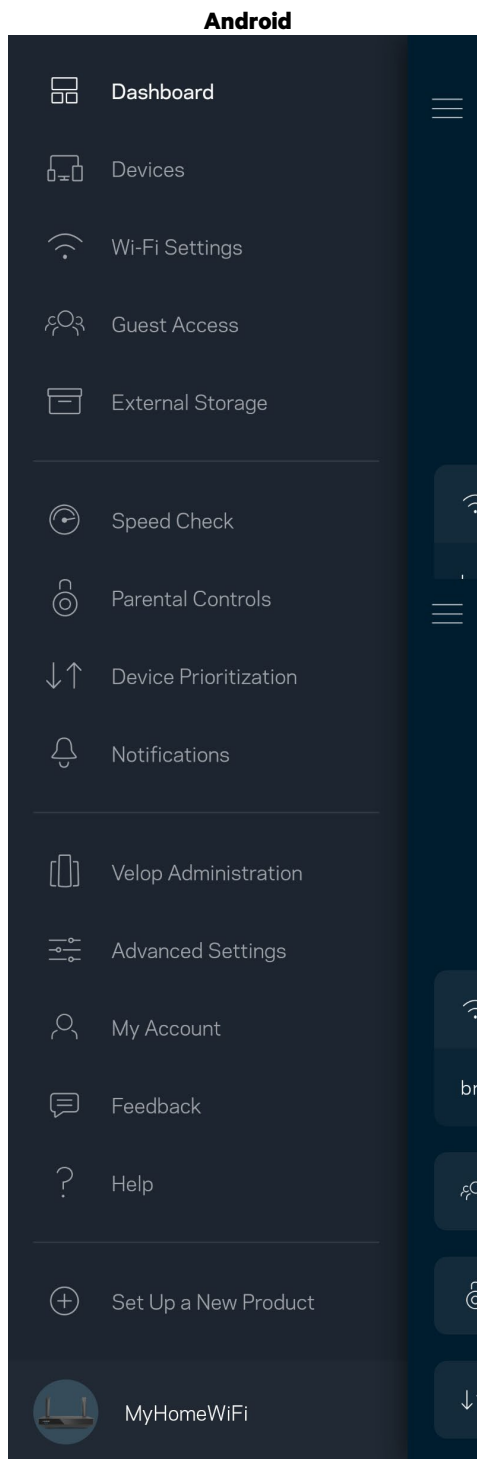 Android
Dashboard
Devices
Wi-Fi Settings
Guest Access
External Storage
Speed Check
Parental Controls
Device Prioritization
Notifications
Velop Administration
Advanced Settings
My Account
Feedback
Help
Set Up a New Product
MyHomeWiFi
br